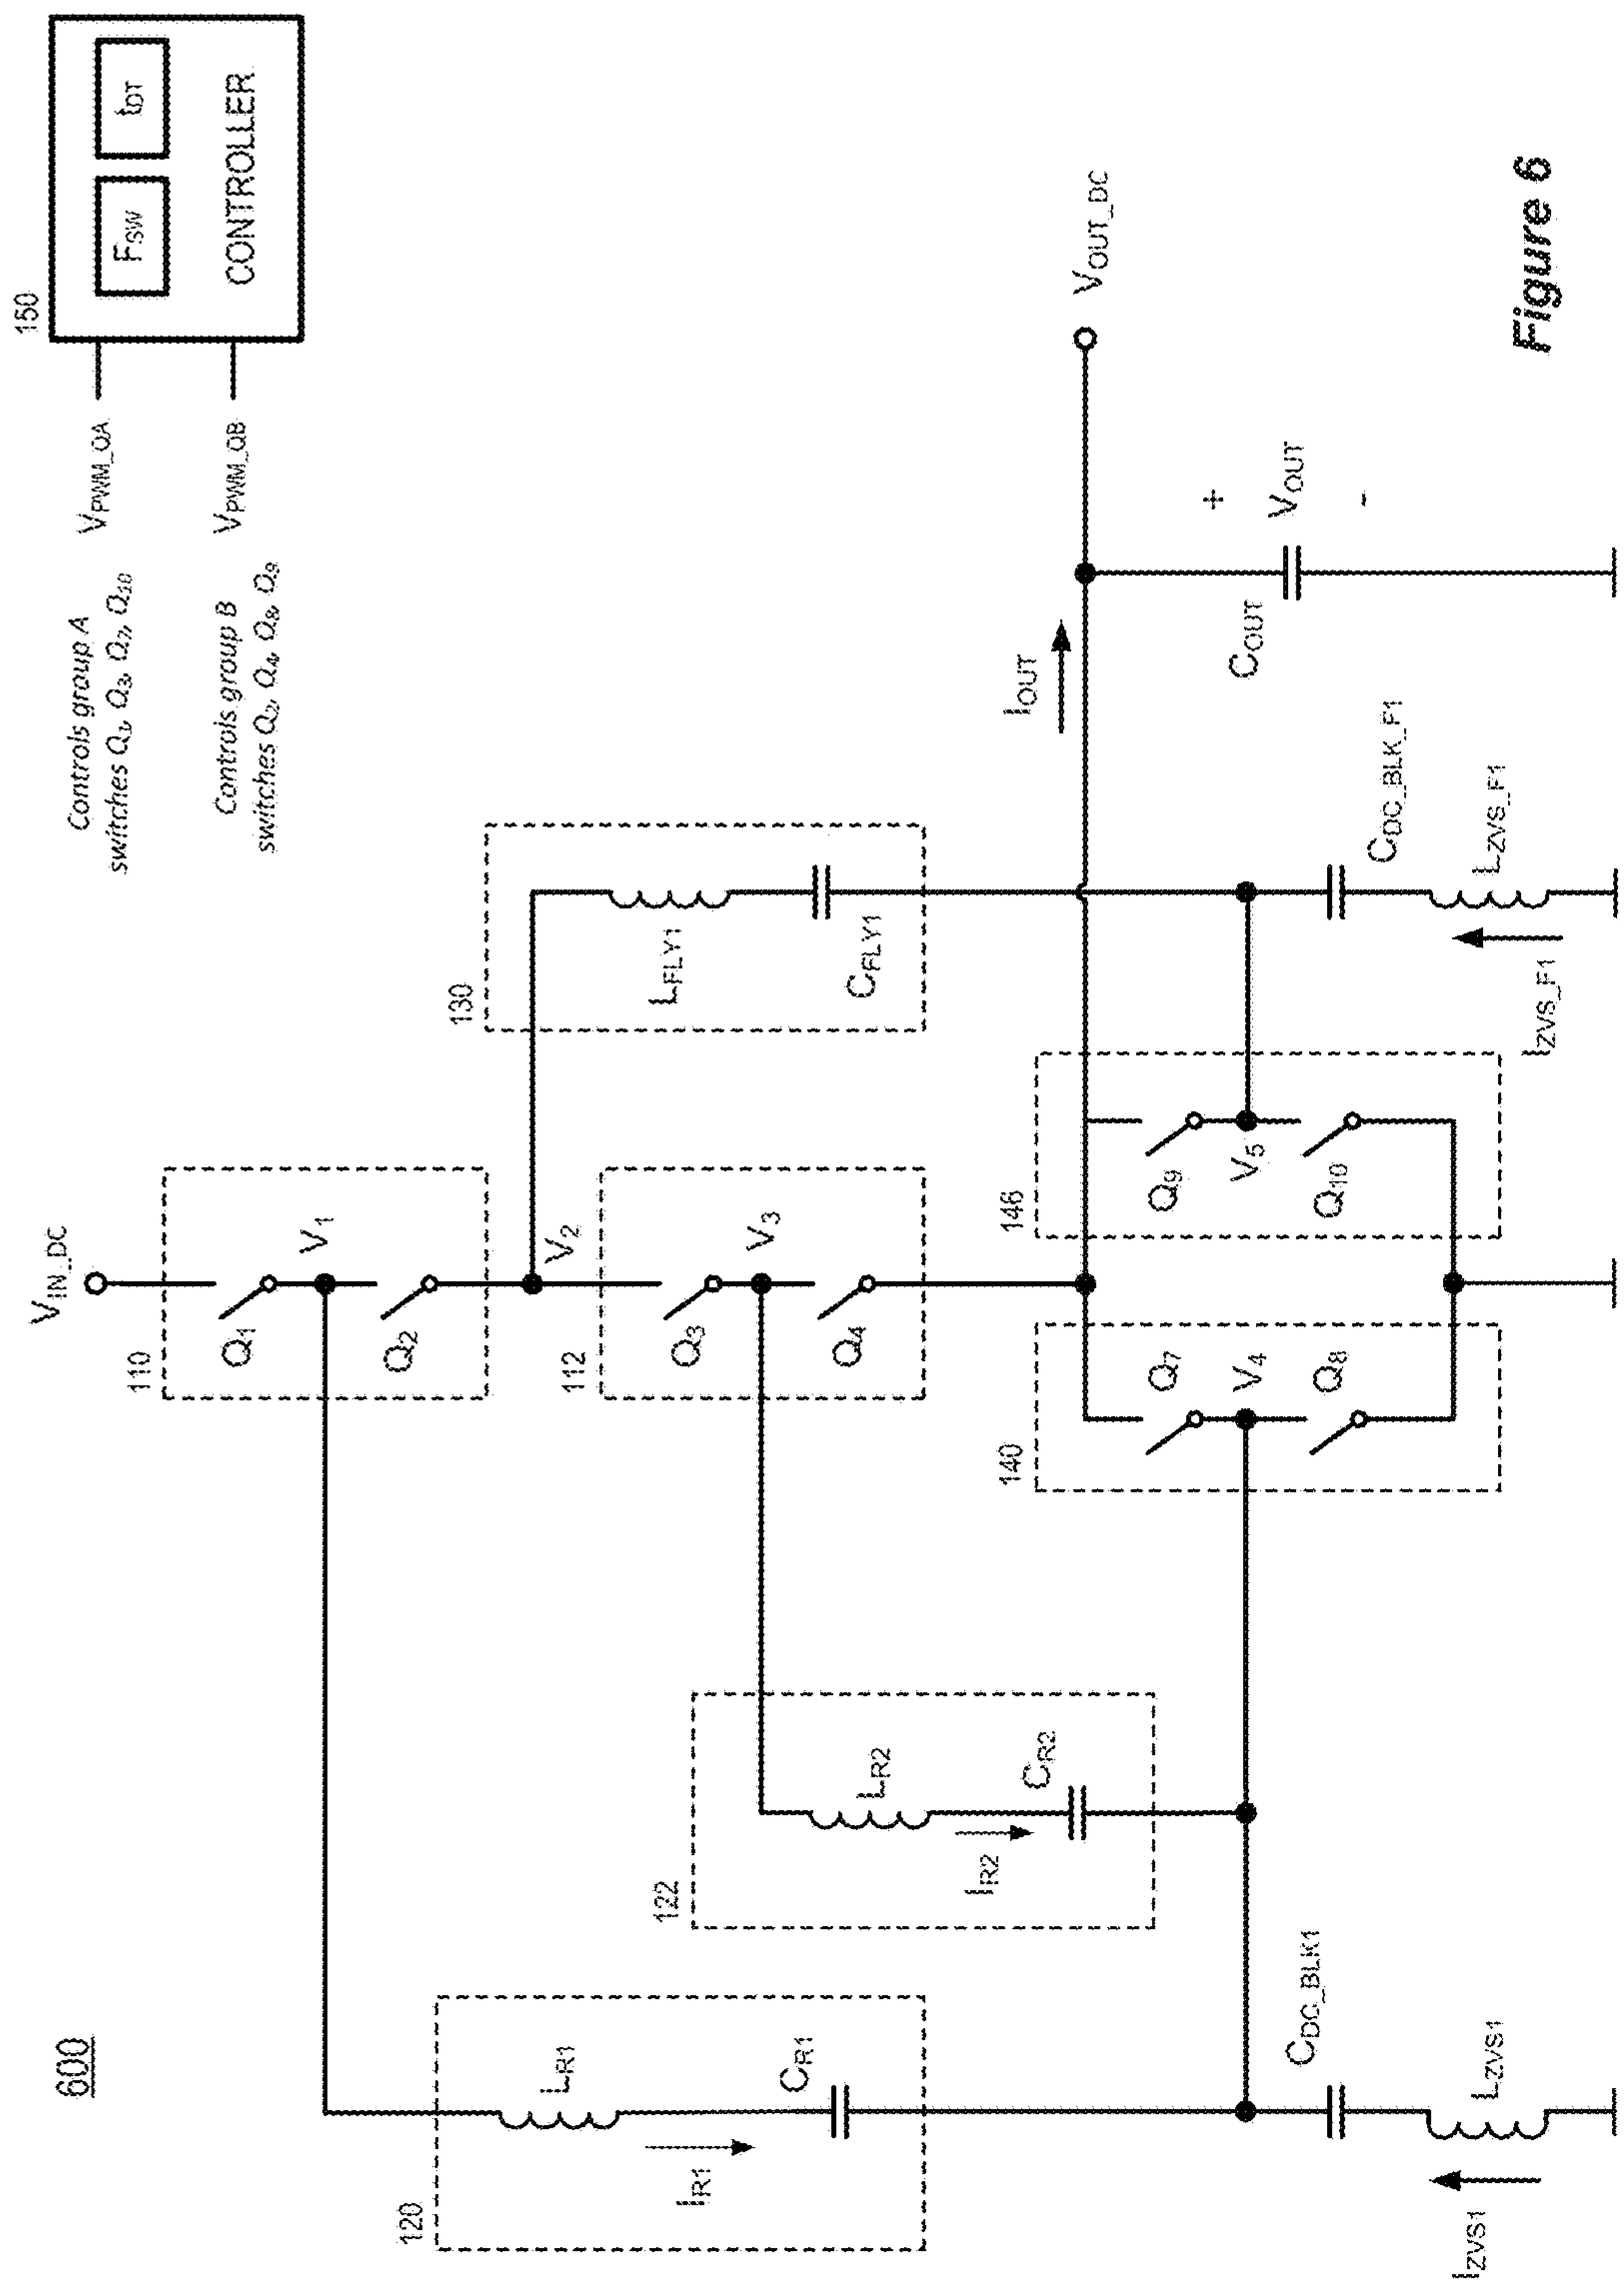 600
150
FSW
tDT
CONTROLLER
VPWM_QA
VPWM_QB
Controls group A
switches Q1, Q3, Q7, Q10
Controls group B
switches Q2, Q4, Q8, Q9
VIN_DC
110
Q1
V1
Q2
V2
112
Q3
V3
Q4
130
LFLY1
CFLY1
120
LR1
IR1
CR1
122
LR2
IR2
CR2
140
Q7
V4
Q8
146
Q9
V5
Q10
IOUT
VOUT_DC
COUT
+
VOUT
-
CDC_BLK1
LZVS1
IZVS1
CDC_BLK_F1
LZVS_F1
IZVS_F1
Figure 6